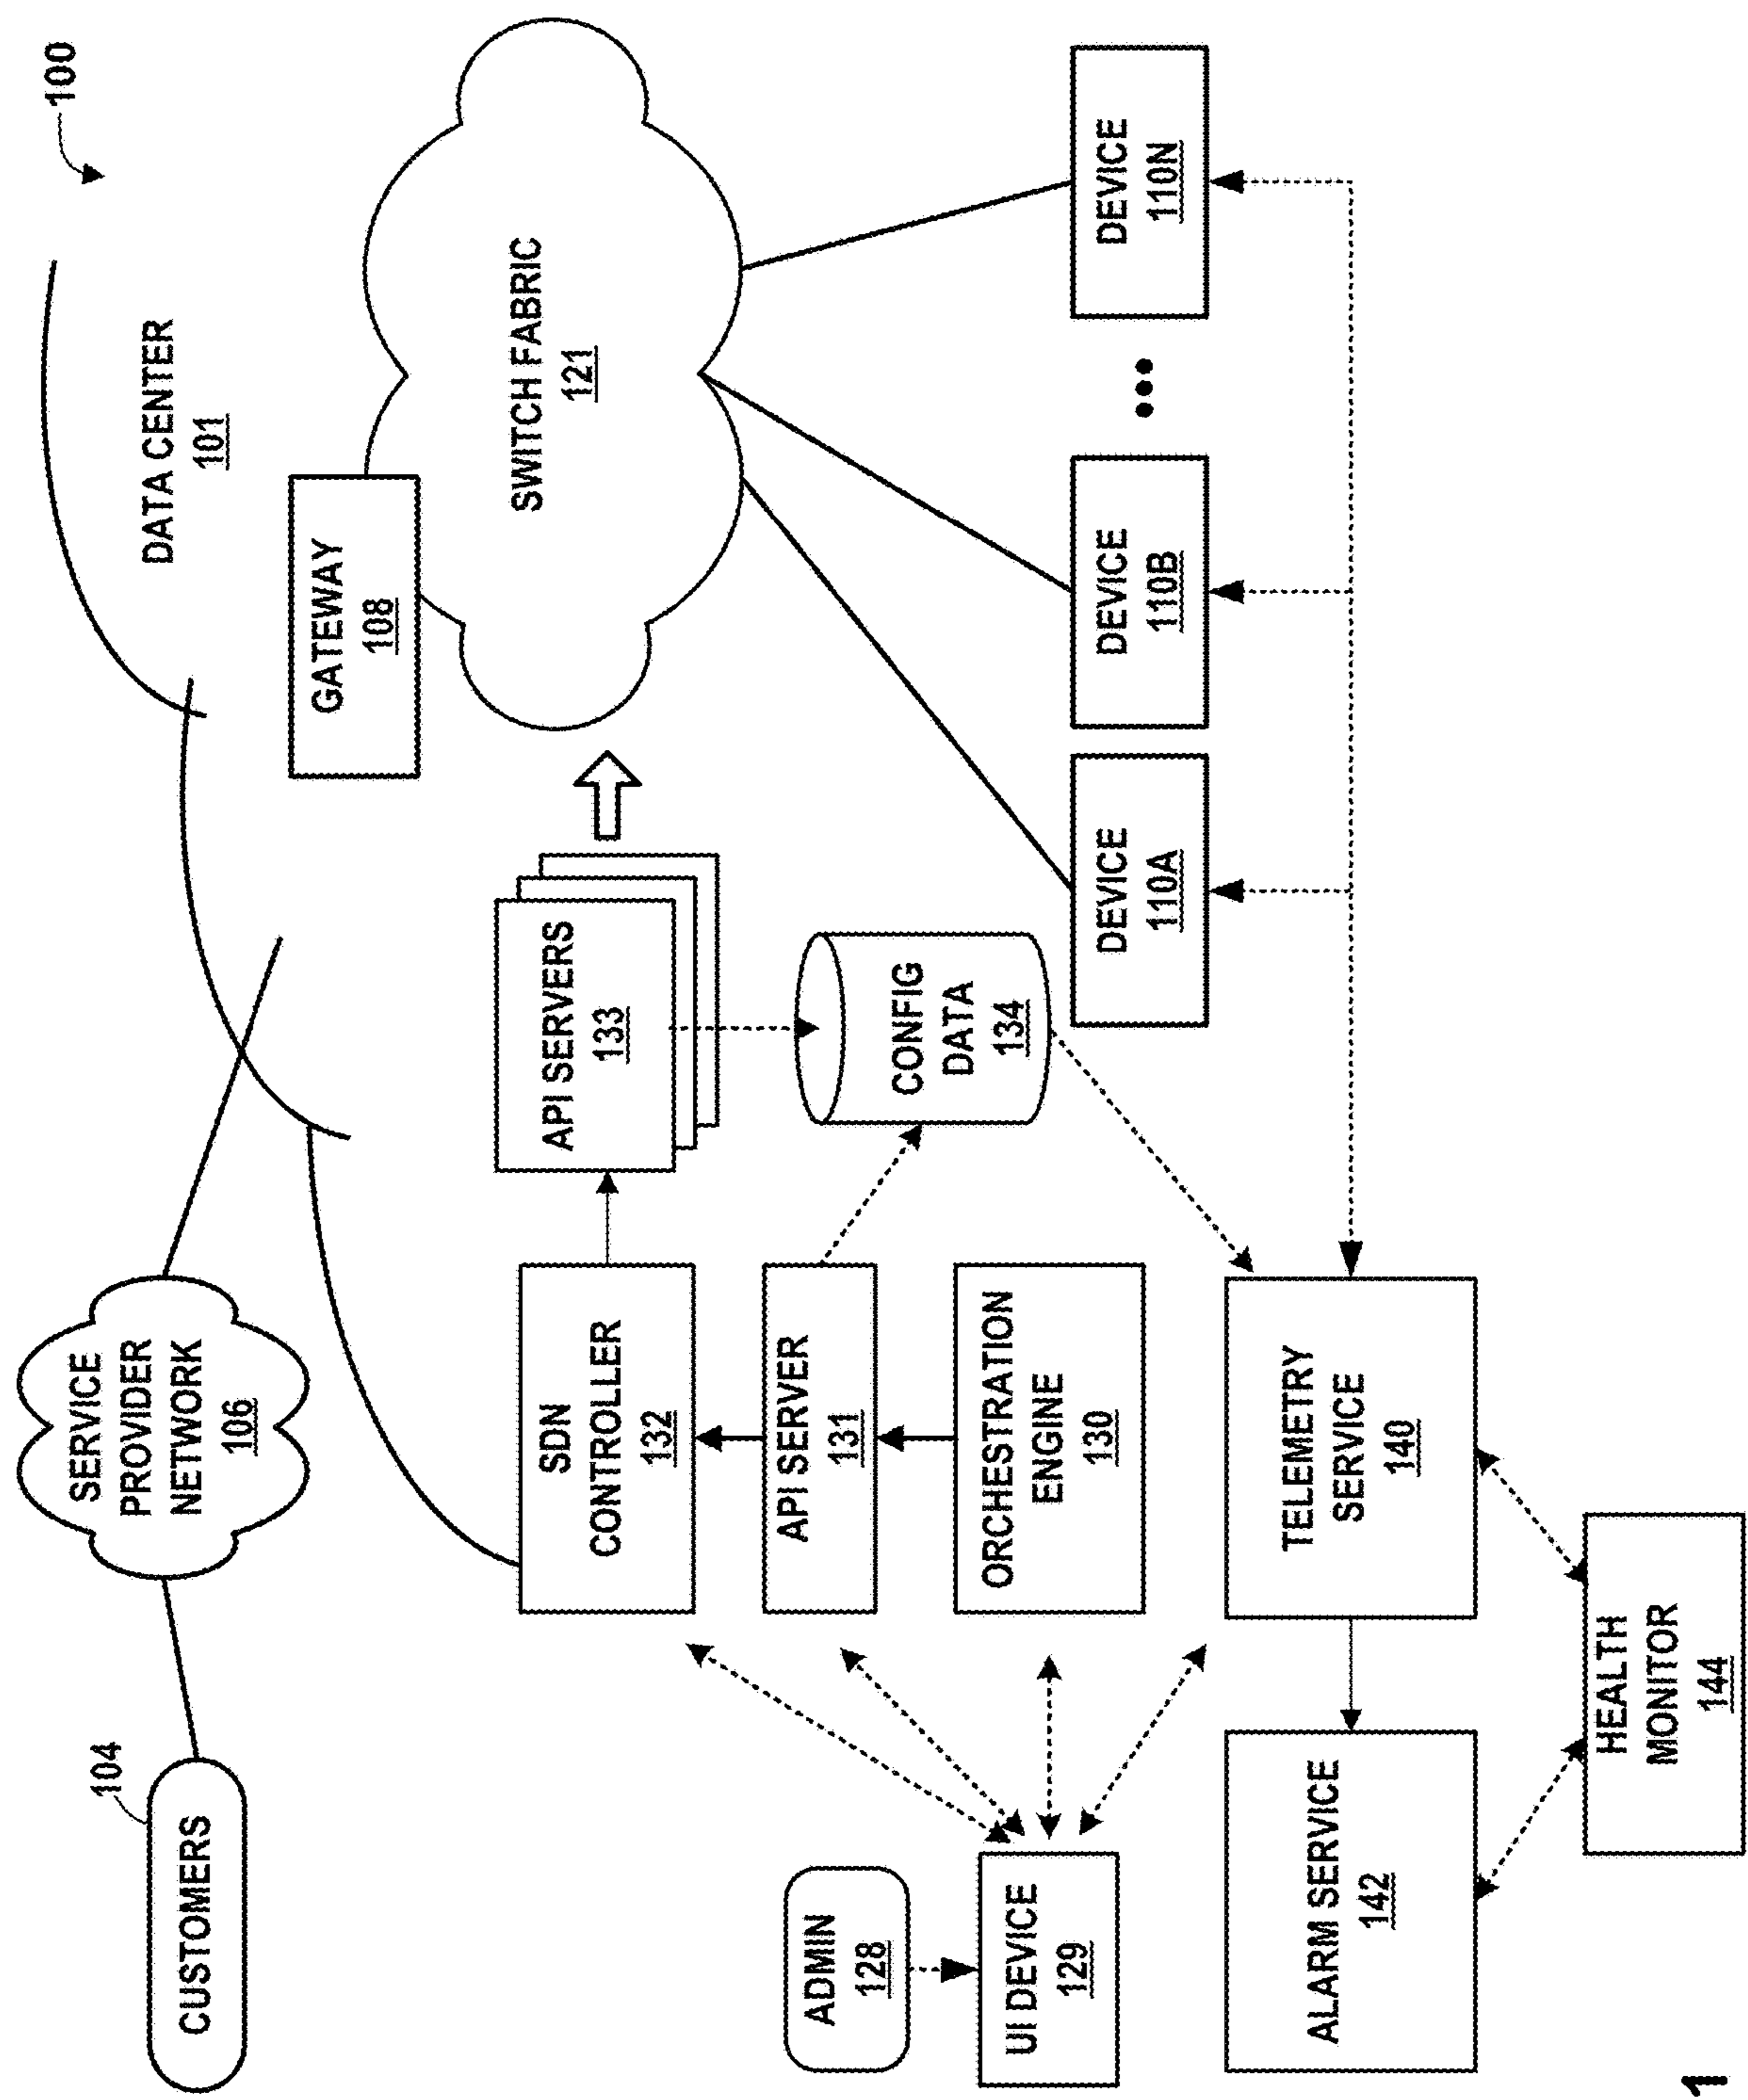 100
DATA CENTER
101
104
CUSTOMERS
SERVICE
PROVIDER
NETWORK
106
GATEWAY
108
SWITCH FABRIC
121
SDN
CONTROLLER
132
API SERVERS
133
API SERVER
131
CONFIG
DATA
134
ORCHESTRATION
ENGINE
130
ADMIN
128
UI DEVICE
129
DEVICE
110A
DEVICE
110B
•••
DEVICE
110N
TELEMETRY
SERVICE
140
ALARM SERVICE
142
HEALTH
MONITOR
144
1